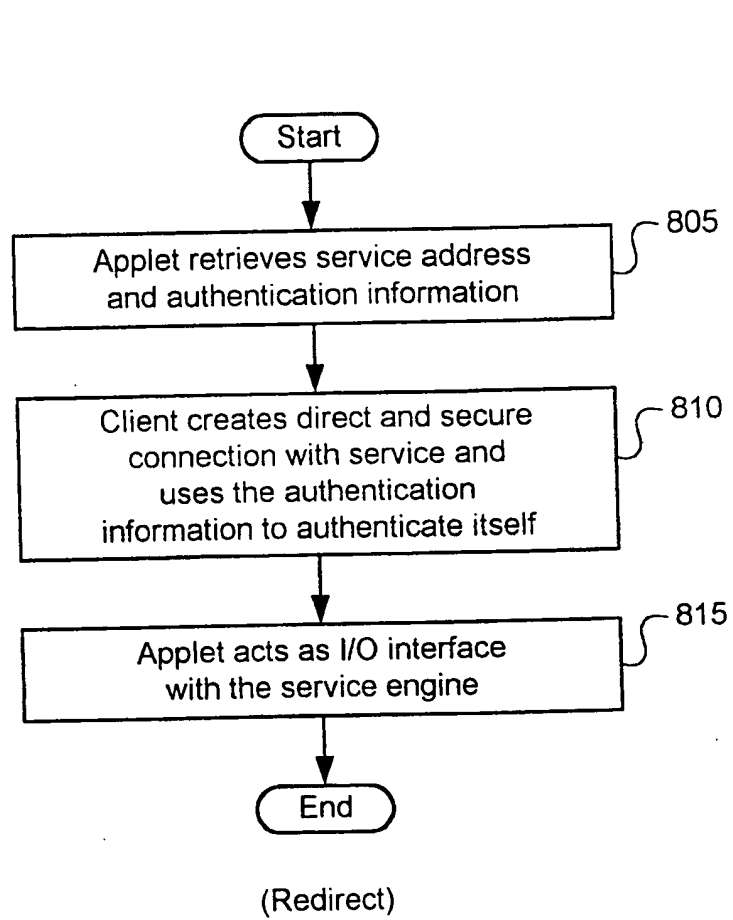 Start
805
Applet retrieves service address
and authentication information
810
Client creates direct and secure
connection with service and
uses the authentication
information to authenticate itself
815
Applet acts as I/O interface
with the service engine
End
(Redirect)